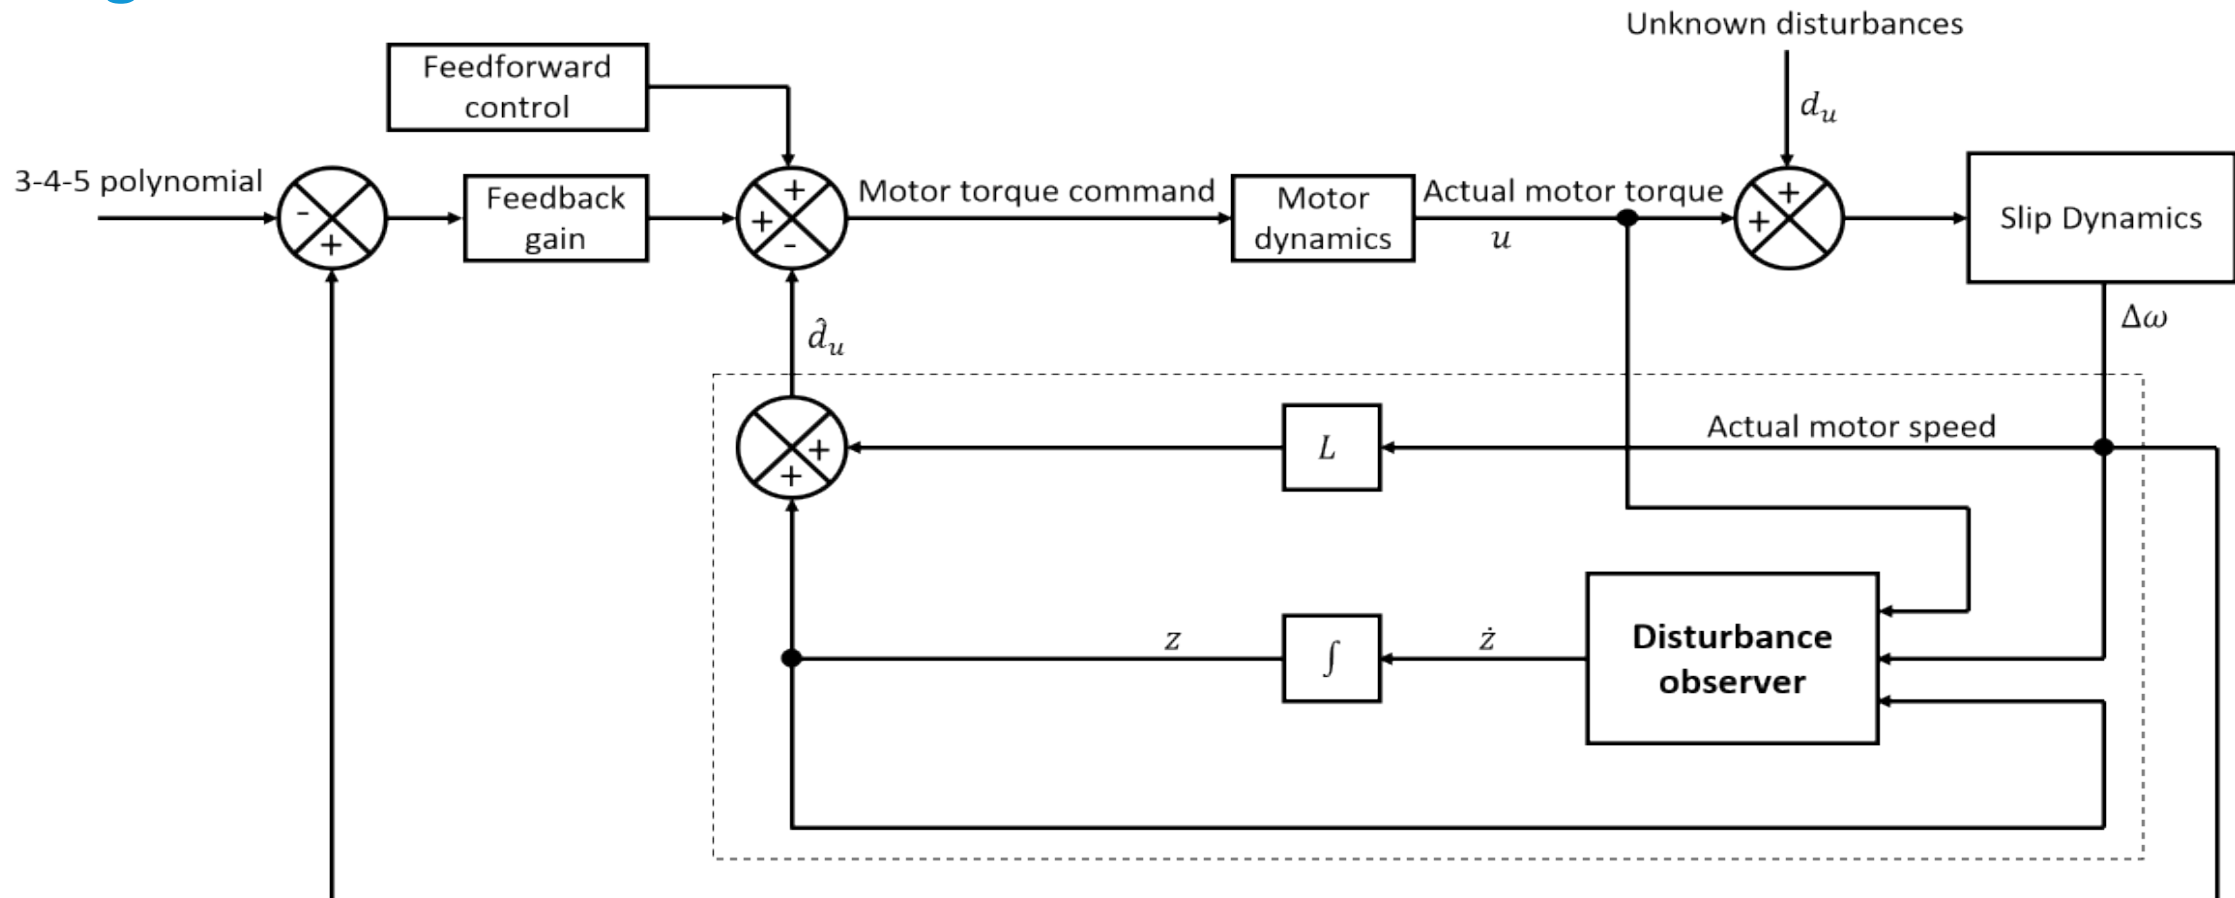 Unknown disturbances
Feedforward
control
d_u
3-4-5 polynomial
-
+
Feedback
gain
+
+
-
Motor torque command
Motor
dynamics
Actual motor torque
u
+
+
Slip Dynamics
Δω
d̂_u
+
+
L
Actual motor speed
z
∫
ż
Disturbance
observer